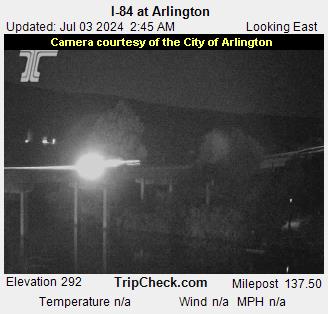 I-84 at Arlington
Updated: Jul 03 2024 2:45 AM Looking East
Camera courtesy of the City of Arlington
Elevation 292 TripCheck.com Milepost 137.50
Temperature n/a Wind n/a MPH n/a